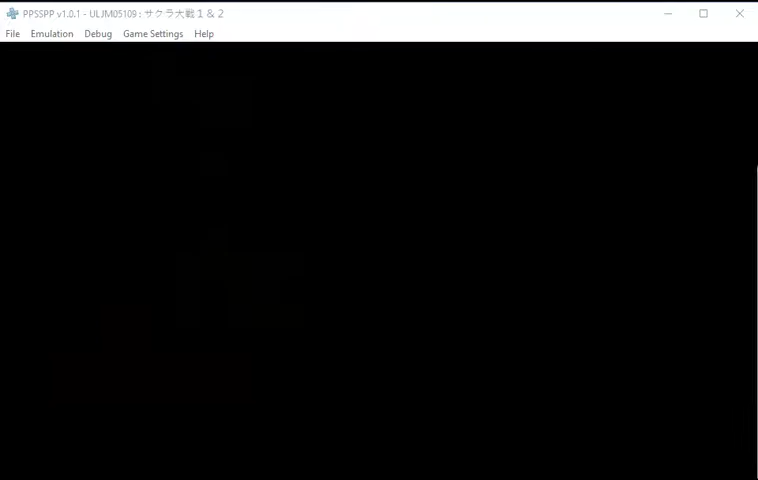 PPSSPP v1.0.1 - ULJM05109 : サクラ大戦１＆２
File Emulation Debug Game Settings Help